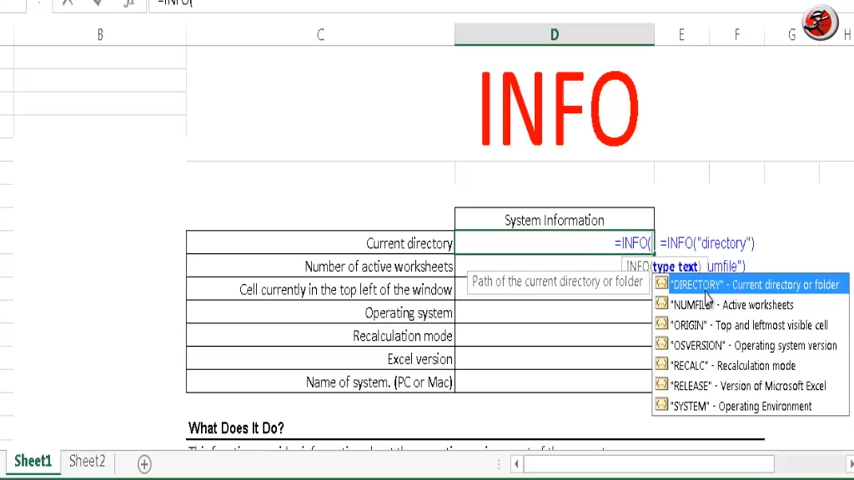 =INFO(
B C D E F G H
INFO
System Information
Current directory =INFO( =INFO("directory")
Number of active worksheets INFO(type text) umfile")
Cell currently in the top left of the window Path of the current directory or folder "DIRECTORY" - Current directory or folder
"NUMFILE" - Active worksheets
Operating system "ORIGIN" - Top and leftmost visible cell
Recalculation mode "OSVERSION" - Operating system version
Excel version "RECALC" - Recalculation mode
Name of system. (PC or Mac) "RELEASE" - Version of Microsoft Excel
"SYSTEM" - Operating Environment
What Does It Do?
Sheet1 Sheet2